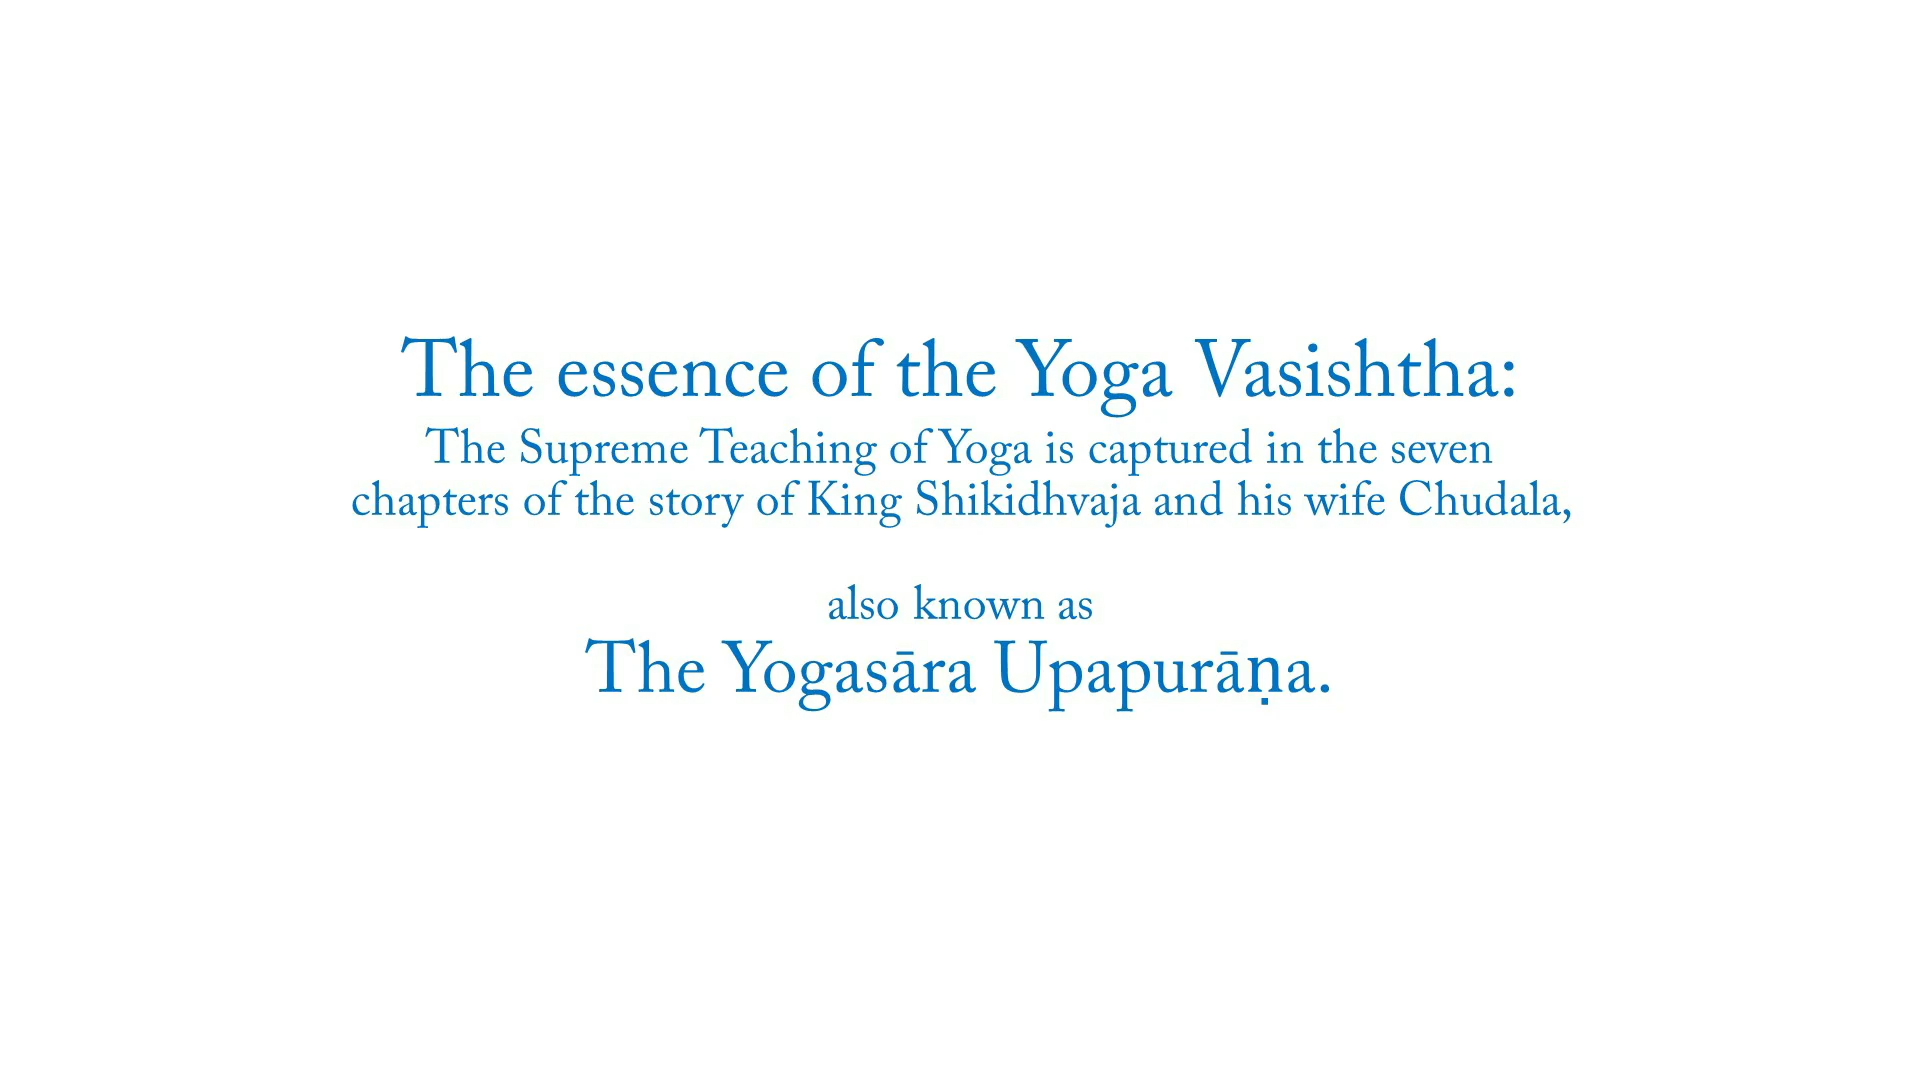 The essence of the Yoga Vasishtha:
The Supreme Teaching of Yoga is captured in the seven
chapters of the story of King Shikidhvaja and his wife Chudala,
also known as
The Yogasāra Upapurāṇa.